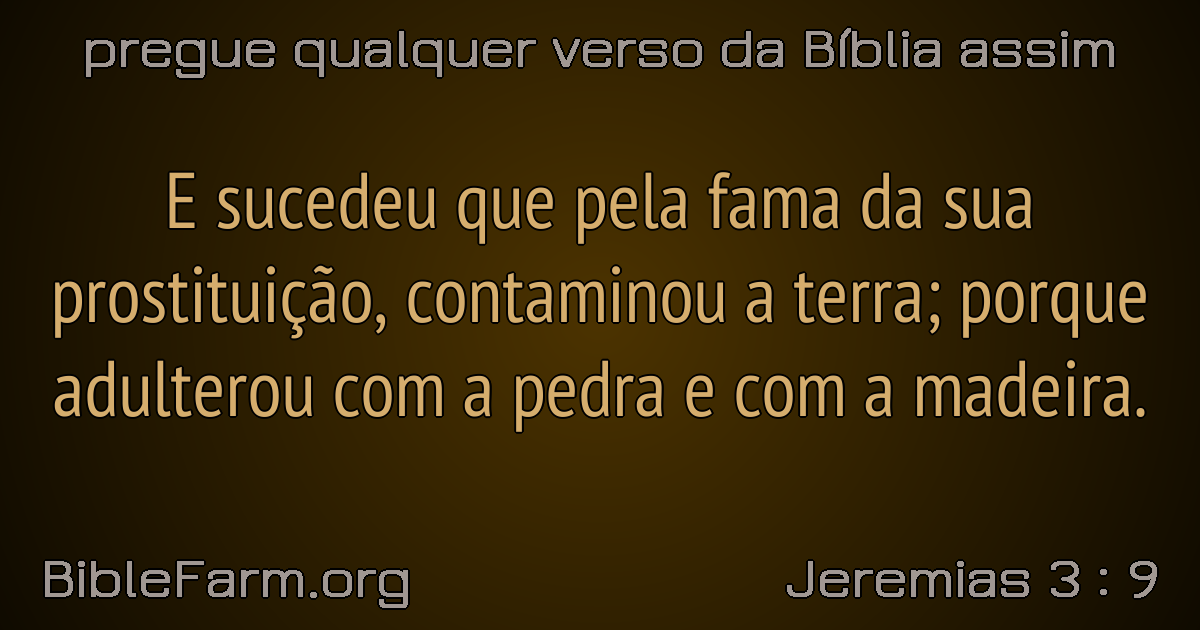 pregue qualquer verso da Bíblia assim
E sucedeu que pela fama da sua
prostituição, contaminou a terra; porque
adulterou com a pedra e com a madeira.
BibleFarm.org
Jeremias 3 : 9